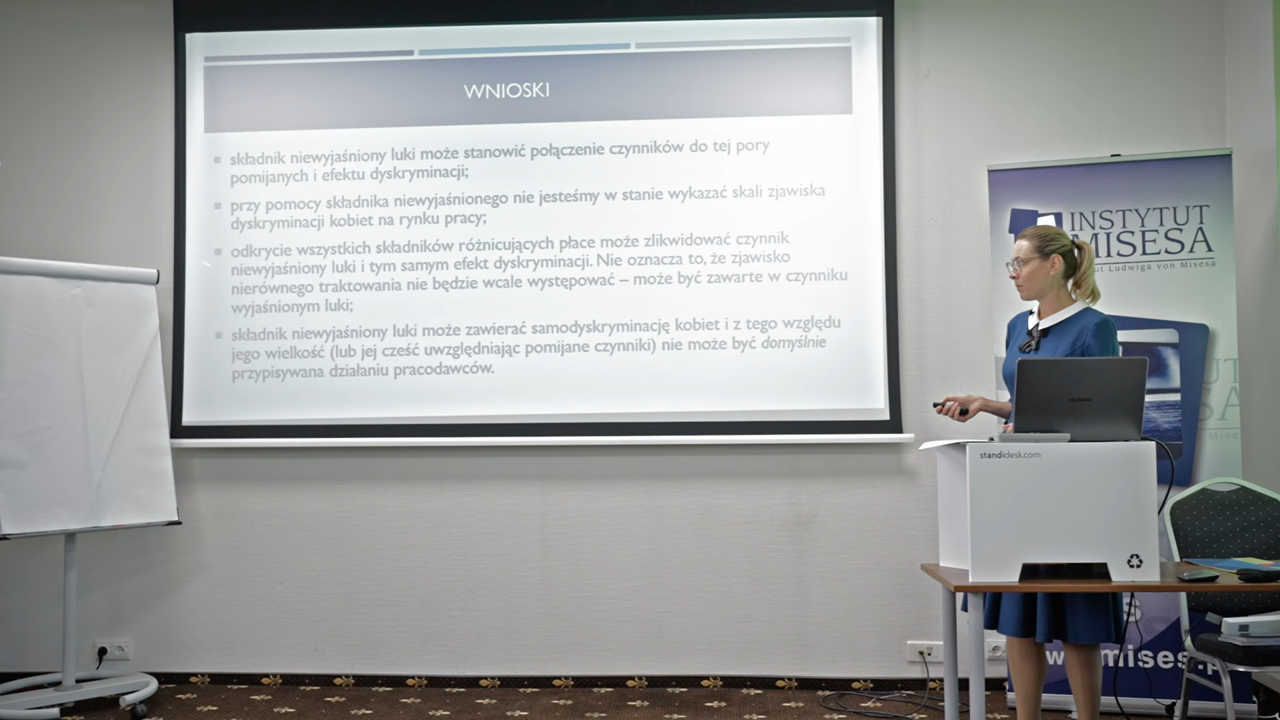 WNIOSKI
składnik niewyjaśniony luki może stanowić połączenie czynników do tej pory
pomijanych i efektu dyskryminacji;
przy pomocy składnika niewyjaśnionego nie jesteśmy w stanie wykazać skali zjawiska
dyskryminacji kobiet na rynku pracy;
odkrycie wszystkich składników różnicujących płace może zlikwidować czynnik
niewyjaśniony luki i tym samym efekt dyskryminacji. Nie oznacza to, że zjawisko
nierównego traktowania nie będzie wcale występować – może być zawarte w czynniku
wyjaśnionym luki;
składnik niewyjaśniony luki może zawierać samodyskryminację kobiet i z tego względu
jego wielkość (lub jej cześć uwzględniając pomijane czynniki) nie może być domyślnie
przypisywana działaniu pracodawców.
INSTYTUT
MISESA
Ludwiga von Misesa
standidesk.com
mises.p